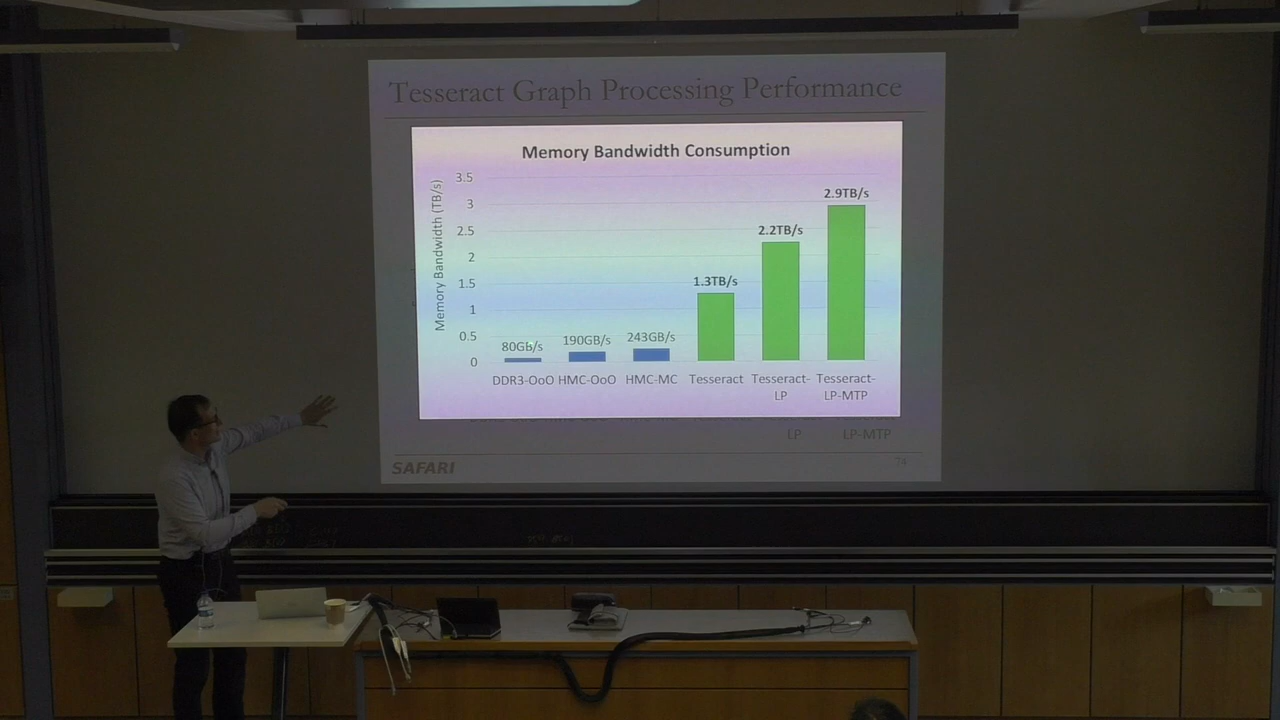 Tesseract Graph Processing Performance
Memory Bandwidth Consumption
Memory Bandwidth (TB/s)
3.5
3
2.5
2
1.5
1
0.5
0
80GB/s
190GB/s
243GB/s
1.3TB/s
2.2TB/s
2.9TB/s
DDR3-OoO HMC-OoO HMC-MC Tesseract Tesseract- Tesseract-
LP LP-MTP
LP LP-MTP
SAFARI
74